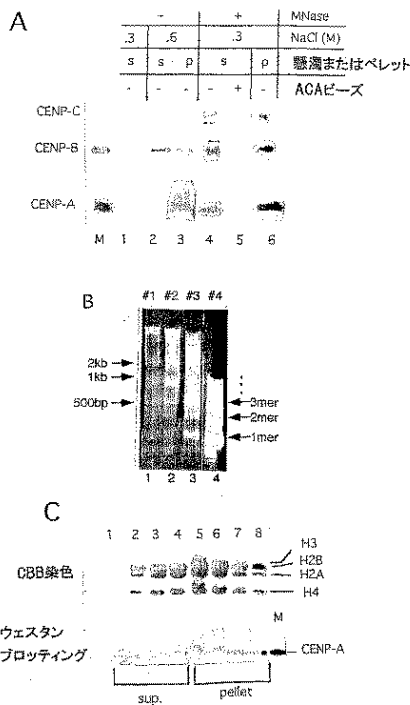 A
- + MNase
.3 .6 .3 NaCl (M)
s s p s p 懸濁またはペレット
- - - - + - ACAビーズ
CENP-C
CENP-B
CENP-A
M 1 2 3 4 5 6
B
#1 #2 #3 #4
2kb
1kb
500bp
3mer
2mer
1mer
1 2 3 4
C
1 2 3 4 5 6 7 8
CBB染色
H3
H2B
H2A
H4
M
ウェスタン
ブロッティング
CENP-A
sup. pellet